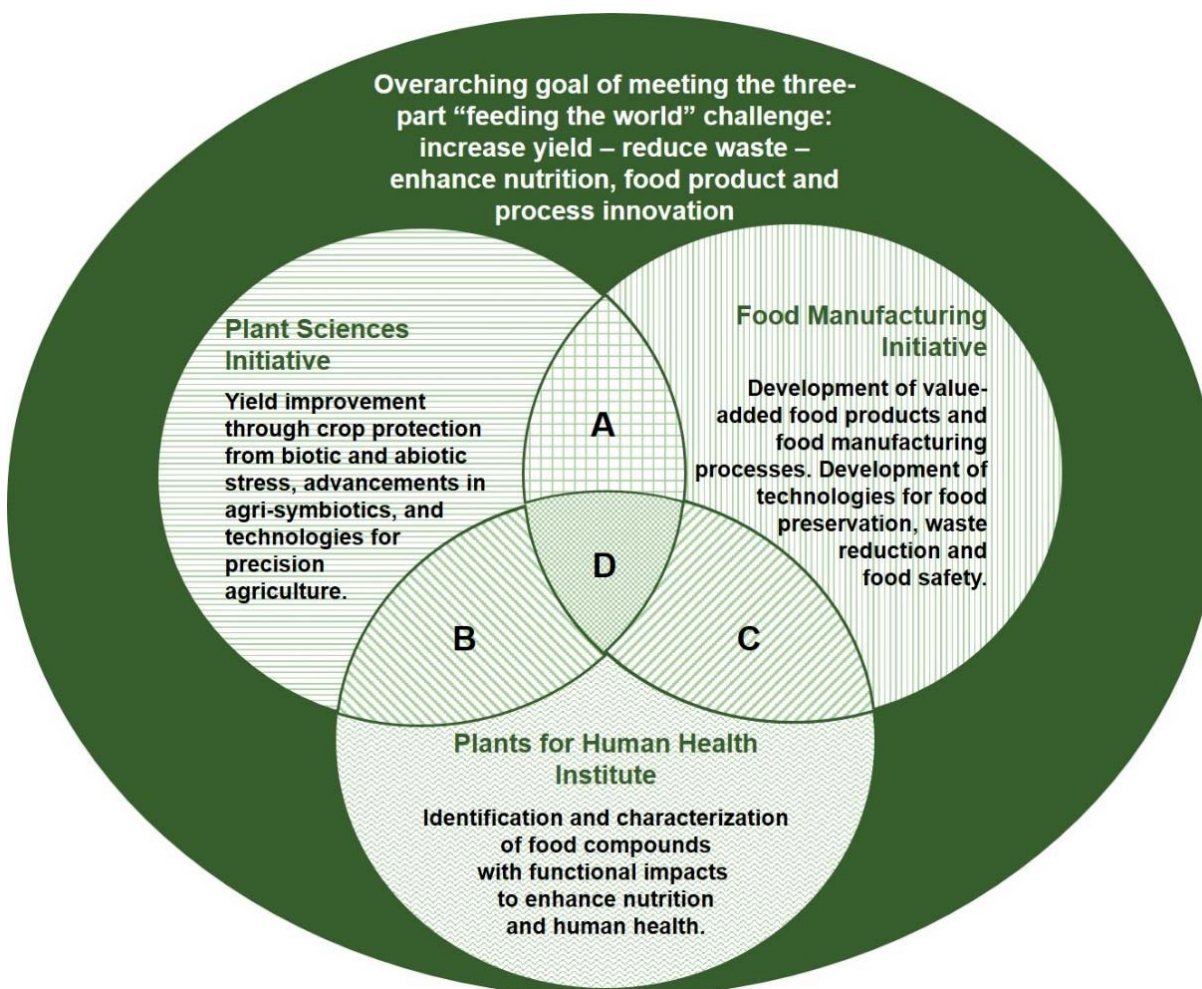 Overarching goal of meeting the three-
part “feeding the world” challenge:
increase yield – reduce waste –
enhance nutrition, food product and
process innovation
Plant Sciences
Initiative
Yield improvement
through crop protection
from biotic and abiotic
stress, advancements in
agri-symbiotics, and
technologies for
precision
agriculture.
Food Manufacturing
Initiative
Development of value-
added food products and
food manufacturing
processes. Development of
technologies for food
preservation, waste
reduction and
food safety.
A
D
B
C
Plants for Human Health
Institute
Identification and characterization
of food compounds
with functional impacts
to enhance nutrition
and human health.